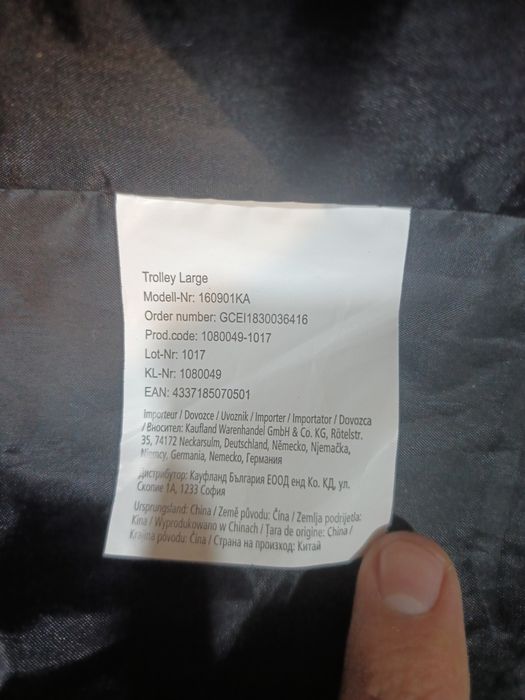 Trolley Large
Modell-Nr: 160901KA
Order number: GCEI1830036416
Prod.code: 1080049-1017
Lot-Nr: 1017
KL-Nr: 1080049
EAN: 4337185070501
Importeur / Dovozce / Uvoznik / Importer / Importator / Dovozca
/ Вносител: Kaufland Warenhandel GmbH & Co. KG, Rötelstr.
35, 74172 Neckarsulm, Deutschland, Německo, Njemačka,
Germania, Nemecko, Германия
Дистрибутор: Кауфланд България ЕООД енд Ко. КД, ул.
Скопие 1А, 1233 София
Ursprungsland: China / Země původu: Čína / Zemlja podrijetla:
Kina / Wyprodukowano w Chinach / Țara de origine: China /
Krajina pôvodu: Čína / Страна на произход: Китай